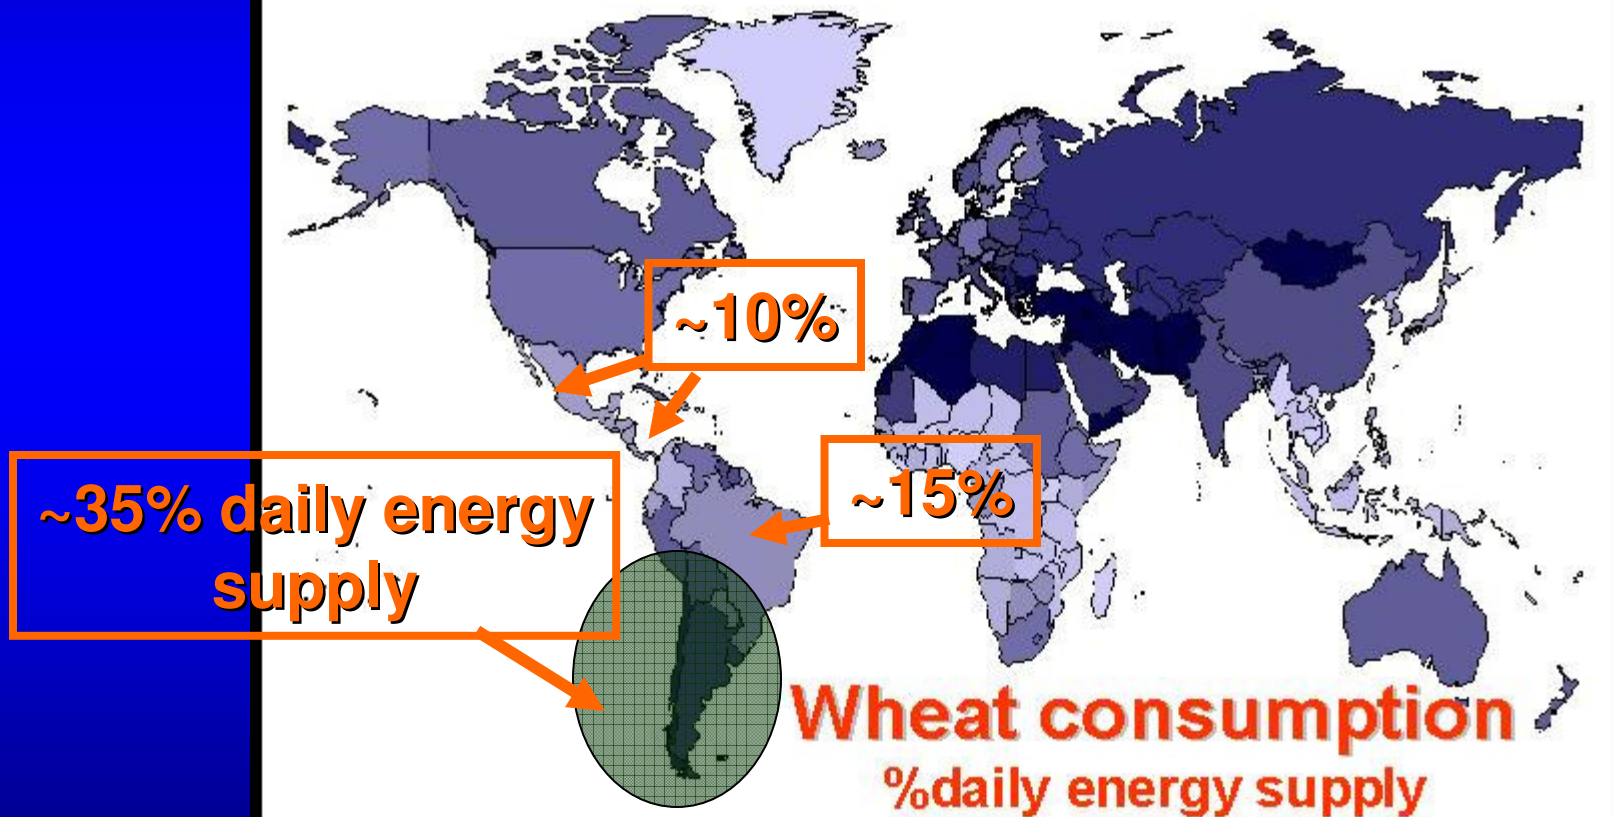 ~10%
~15%
~35% daily energy
supply
Wheat consumption
%daily energy supply